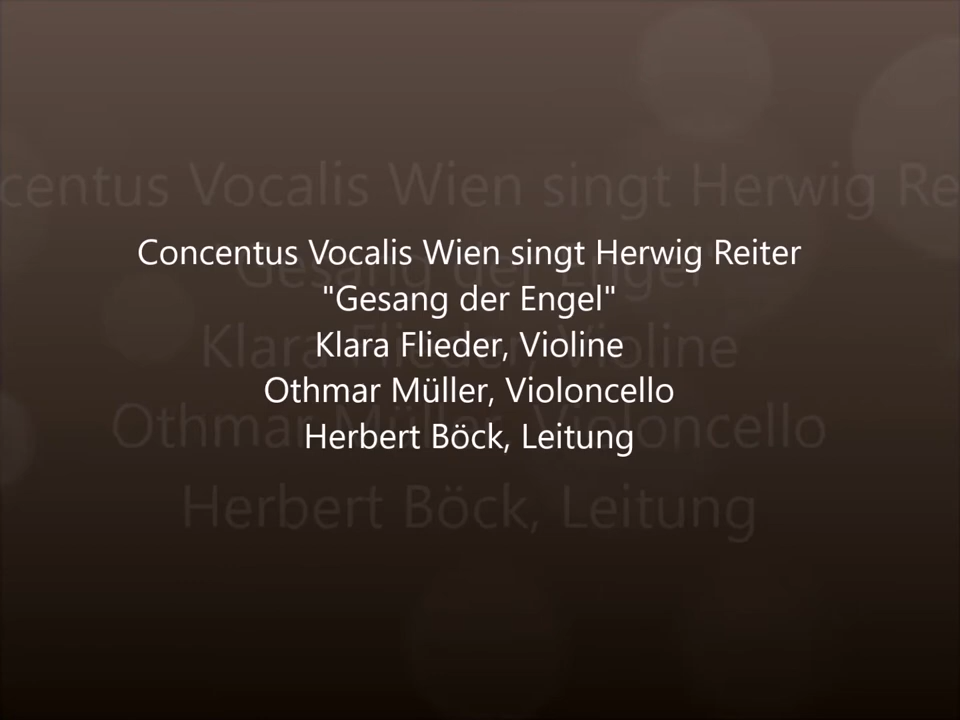 Concentus Vocalis Wien singt Herwig Reiter
"Gesang der Engel"
Klara Flieder, Violine
Othmar Müller, Violoncello
Herbert Böck, Leitung